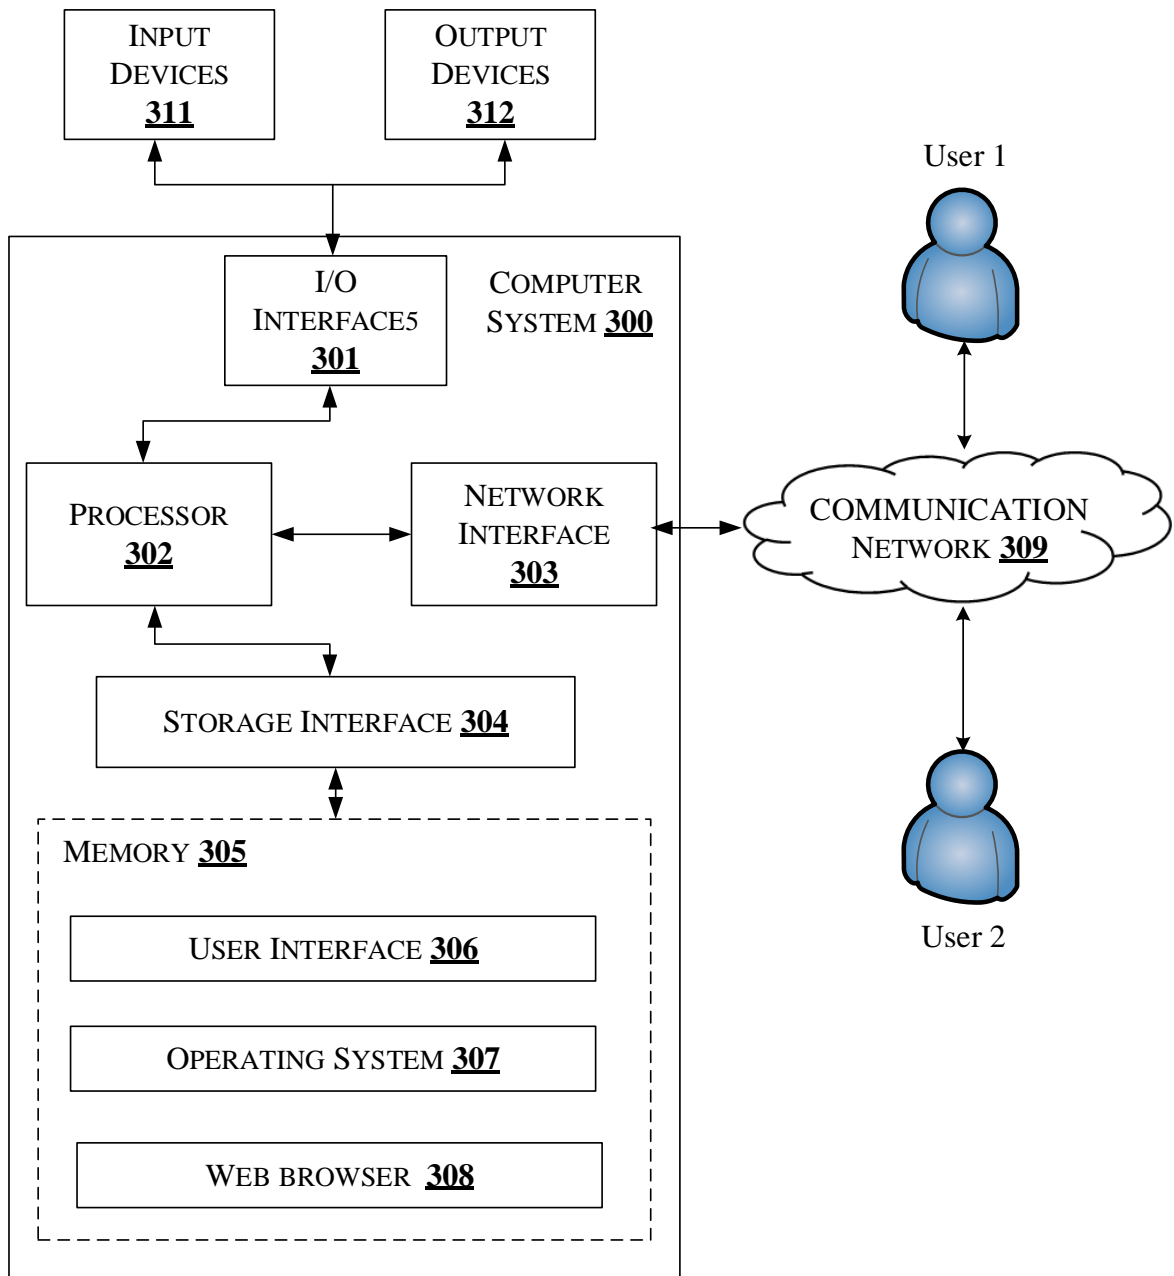 INPUT
DEVICES
311
OUTPUT
DEVICES
312
User 1
I/O
INTERFACE5
301
COMPUTER
SYSTEM 300
PROCESSOR
302
NETWORK
INTERFACE
303
COMMUNICATION
NETWORK 309
STORAGE INTERFACE 304
MEMORY 305
USER INTERFACE 306
OPERATING SYSTEM 307
WEB BROWSER 308
User 2